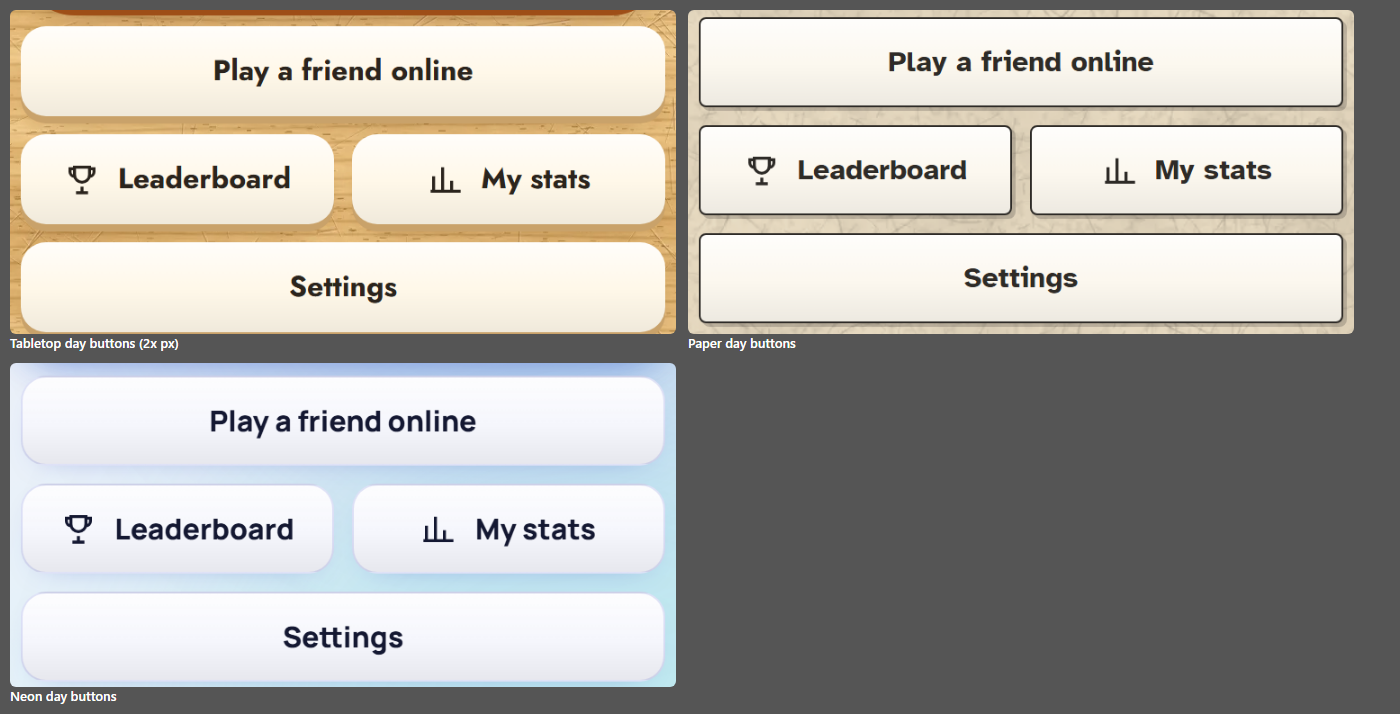 Play a friend online
Leaderboard
My stats
Settings
Tabletop day buttons (2x px)
Play a friend online
Leaderboard
My stats
Settings
Paper day buttons
Play a friend online
Leaderboard
My stats
Settings
Neon day buttons